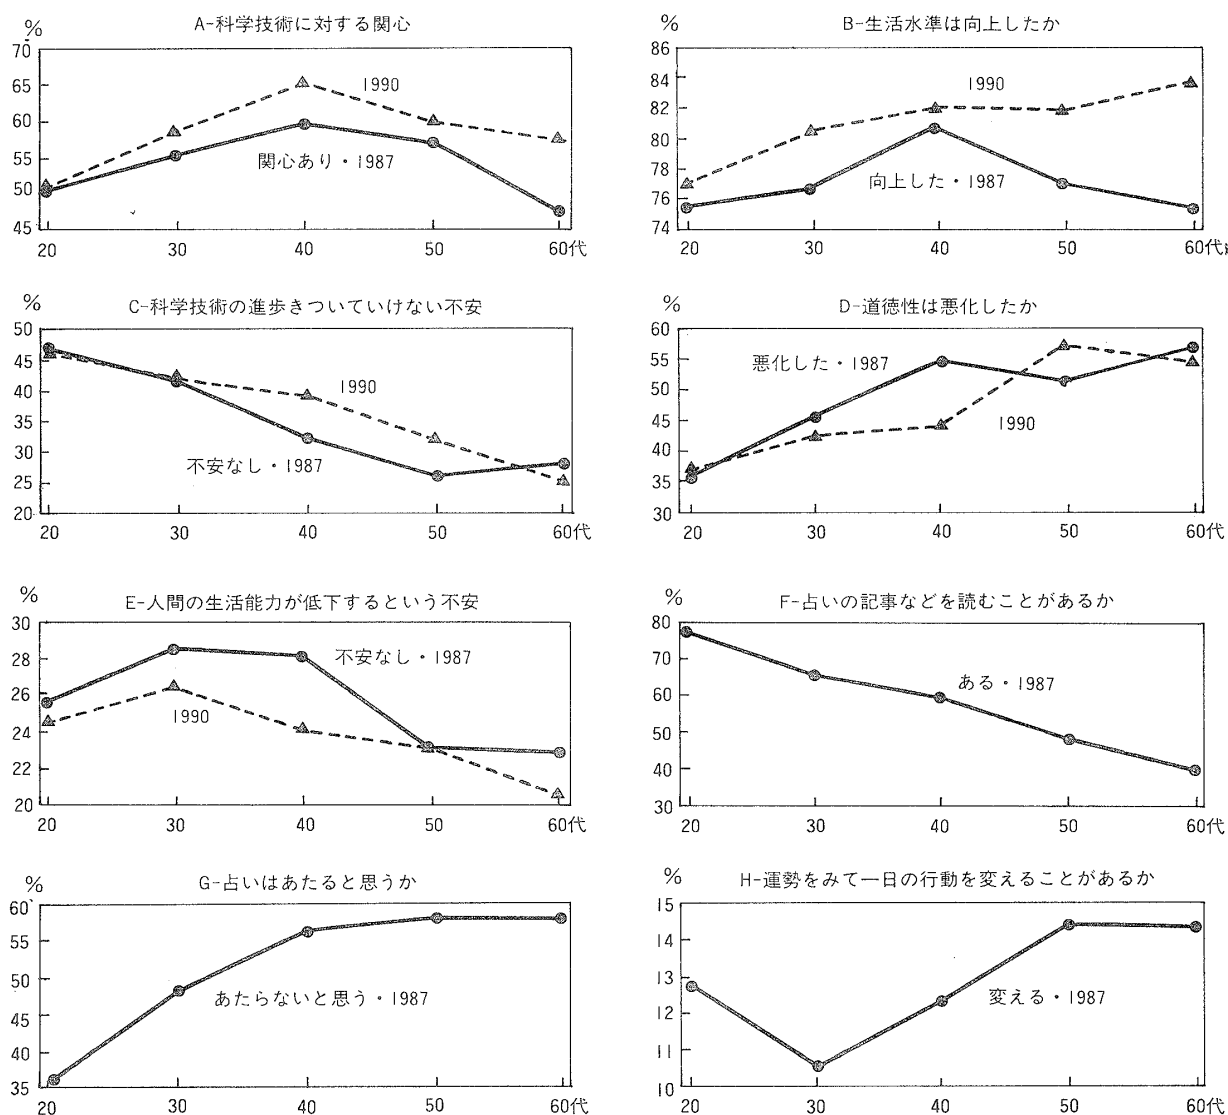 A-科学技術に対する関心
%
70
65
60
55
50
45
1990
関心あり・1987
20 30 40 50 60代
B-生活水準は向上したか
%
86
84
82
80
78
76
74
1990
向上した・1987
20 30 40 50 60代
C-科学技術の進歩きついていけない不安
%
50
45
40
35
30
25
20
1990
不安なし・1987
20 30 40 50 60代
D-道徳性は悪化したか
%
60
55
50
45
40
35
30
悪化した・1987
1990
20 30 40 50 60代
E-人間の生活能力が低下するという不安
%
30
28
26
24
22
20
不安なし・1987
1990
20 30 40 50 60代
F-占いの記事などを読むことがあるか
%
80
70
60
50
40
30
ある・1987
20 30 40 50 60代
G-占いはあたると思うか
%
60
55
50
45
40
35
あたらないと思う・1987
20 30 40 50 60代
H-運勢をみて一日の行動を変えることがあるか
%
15
14
13
12
11
10
変える・1987
20 30 40 50 60代